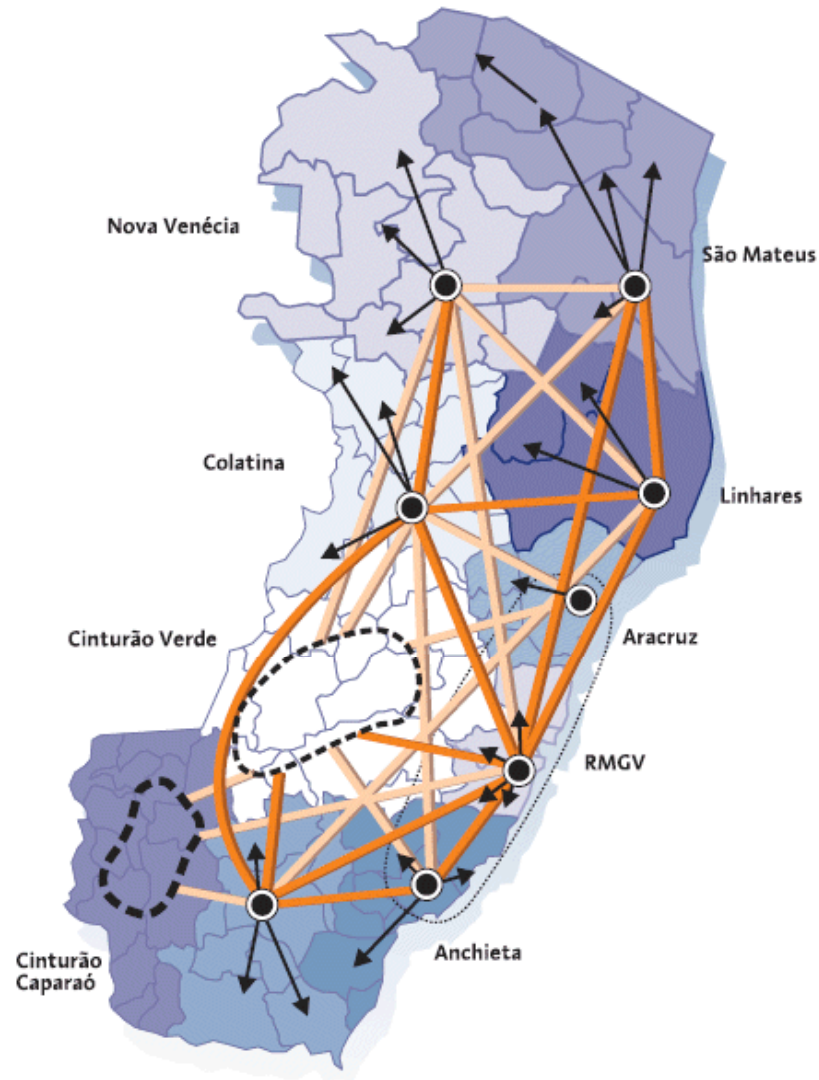 Nova Venécia
São Mateus
Colatina
Linhares
Cinturão Verde
Aracruz
RMGV
Anchieta
Cinturão
Caparaó